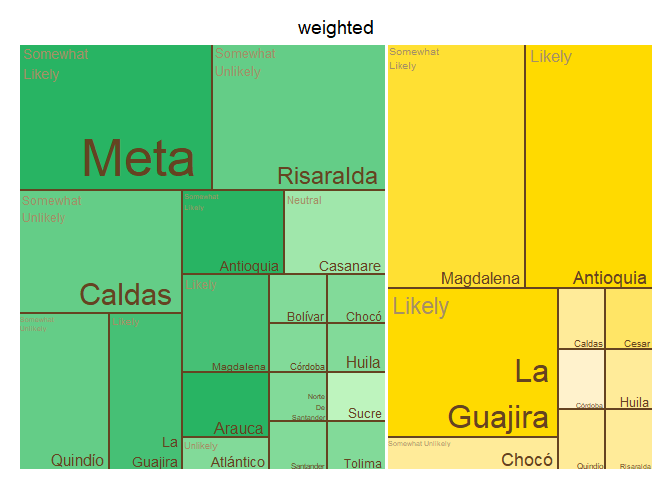 weighted
Somewhat
Likely
Meta
Somewhat
Unlikely
Risaralda
Somewhat
Unlikely
Caldas
Somewhat
Likely
Antioquia
Neutral
Casanare
Somewhat
Unlikely
Quindío
Likely
La
Guajira
Likely
Magdalena
Arauca
Unlikely
Atlántico
Bolívar
Chocó
Córdoba
Huila
Norte
De
Santander
Sucre
Santander
Tolima
Somewhat
Likely
Magdalena
Likely
Antioquia
Likely
La
Guajira
Somewhat Unlikely
Chocó
Caldas
Cesar
Córdoba
Huila
Quindío
Risaralda